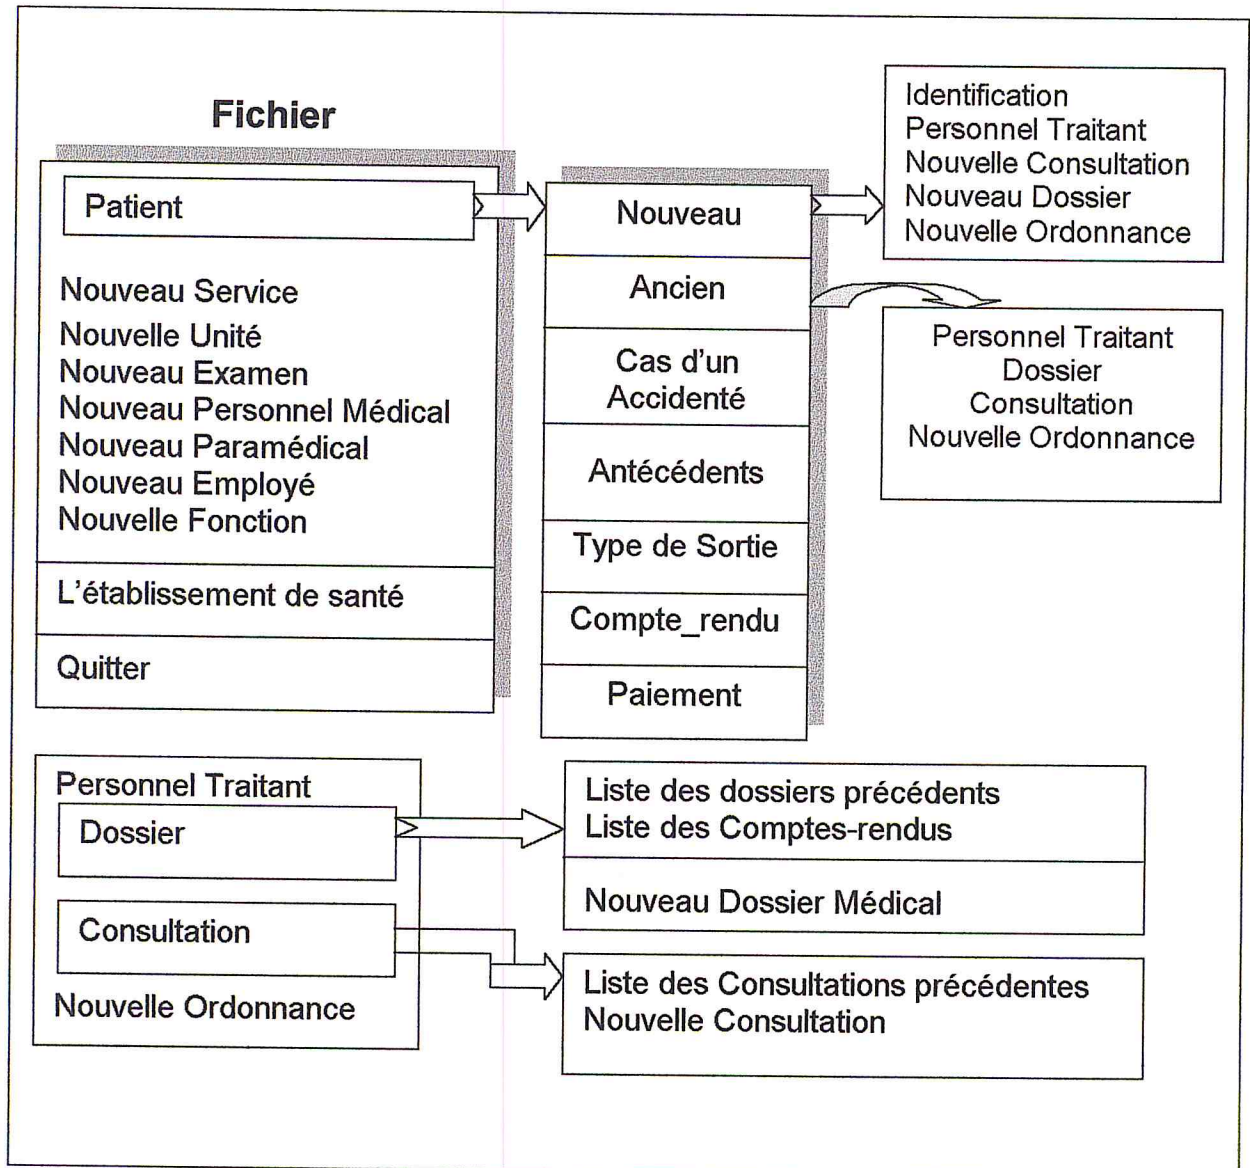 Fichier
Patient
Nouveau Service
Nouvelle Unité
Nouveau Examen
Nouveau Personnel Médical
Nouveau Paramédical
Nouveau Employé
Nouvelle Fonction
L'établissement de santé
Quitter
Nouveau
Ancien
Cas d'un
Accidenté
Antécédents
Type de Sortie
Compte_rendu
Paiement
Identification
Personnel Traitant
Nouvelle Consultation
Nouveau Dossier
Nouvelle Ordonnance
Personnel Traitant
Dossier
Consultation
Nouvelle Ordonnance
Personnel Traitant
Dossier
Consultation
Nouvelle Ordonnance
Liste des dossiers précédents
Liste des Comptes-rendus
Nouveau Dossier Médical
Liste des Consultations précédentes
Nouvelle Consultation